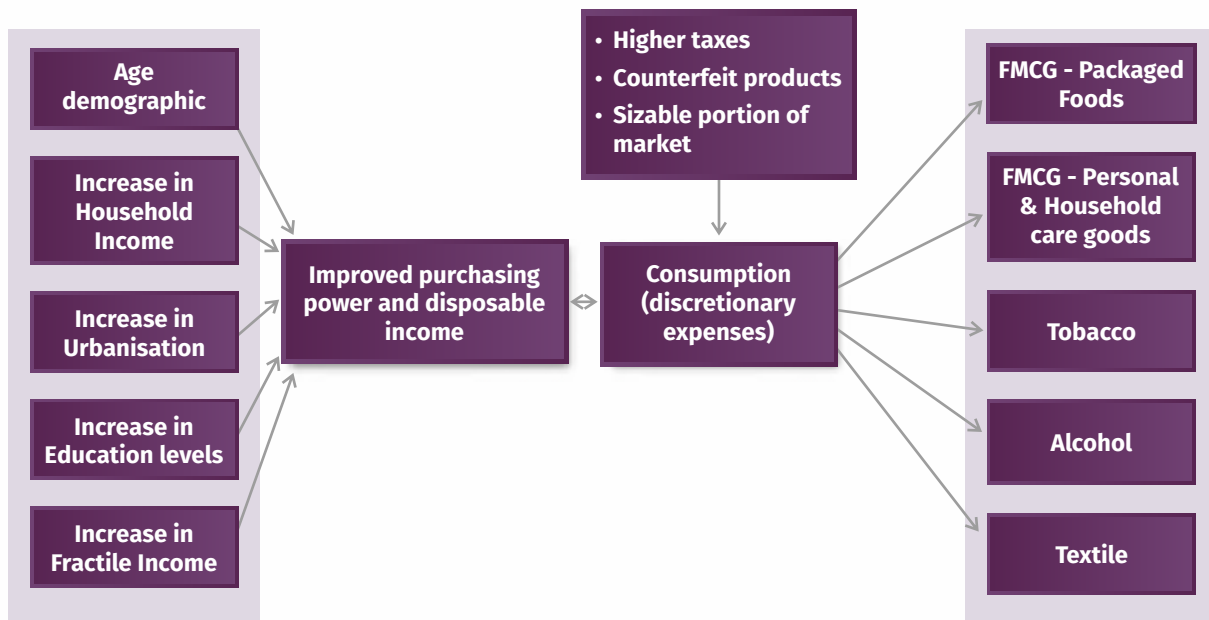 Age
demographic
Increase in
Household
Income
Increase in
Urbanisation
Increase in
Education levels
Increase in
Fractile Income
Improved purchasing
power and disposable
income
• Higher taxes
• Counterfeit products
• Sizable portion of
market
Consumption
(discretionary
expenses)
FMCG - Packaged
Foods
FMCG - Personal
& Household
care goods
Tobacco
Alcohol
Textile